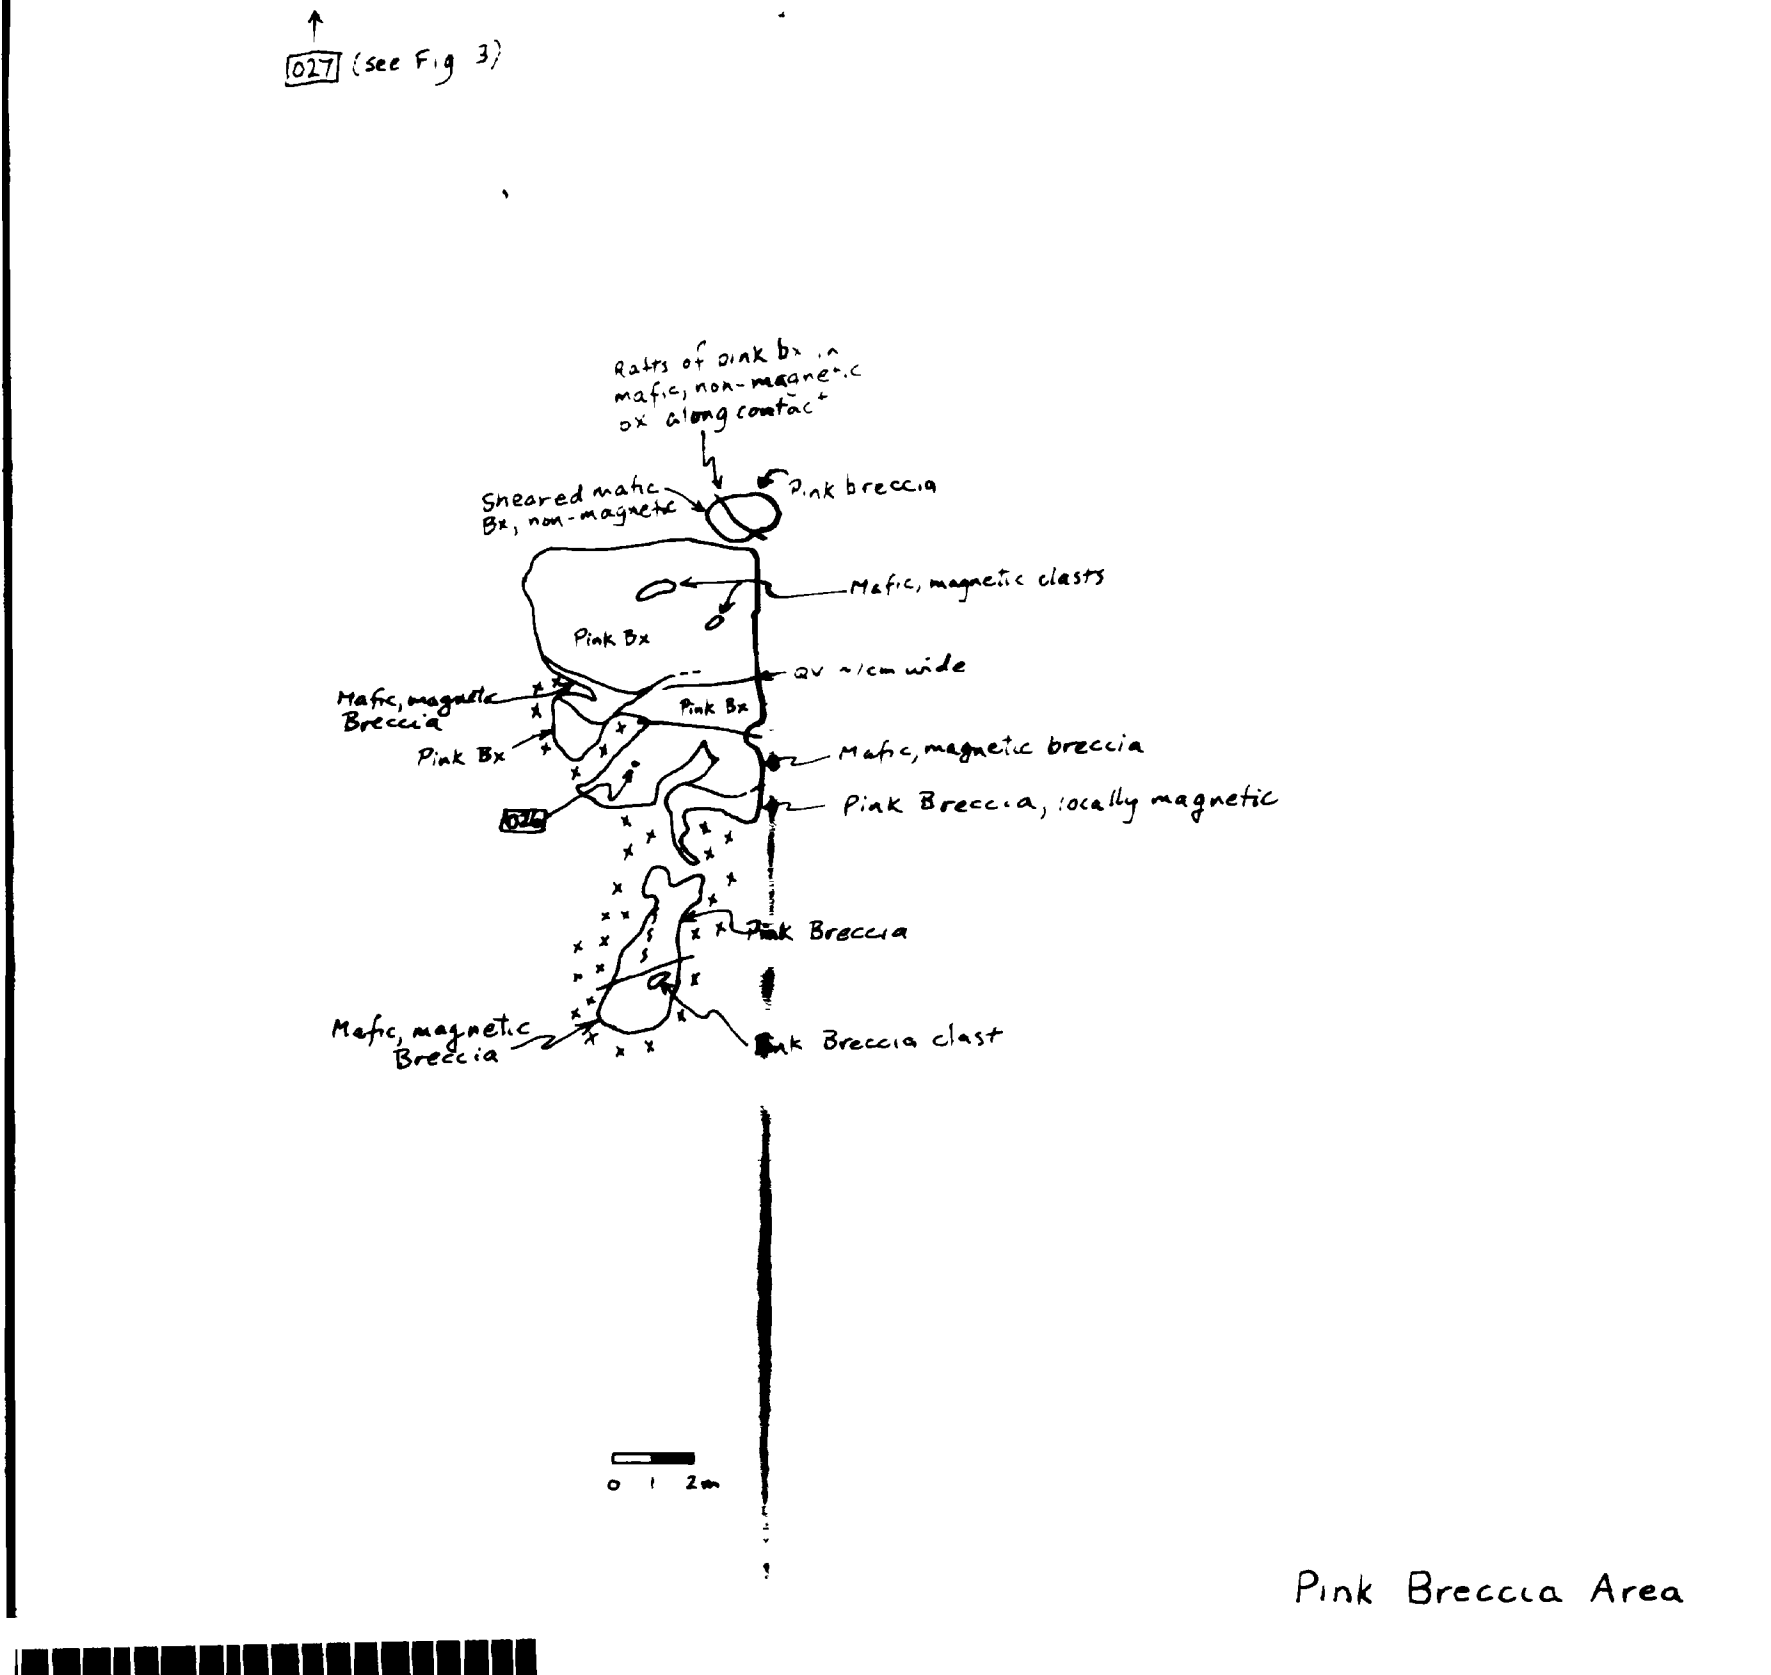 027 (see Fig 3)
Rafts of pink bx in
mafic, non-magnetic
bx along contact
Pink breccia
Sheared mafic
Bx, non-magnetic
Mafic, magnetic clasts
Pink Bx
QV ~1cm wide
Mafic, magnetic
Breccia
Pink Bx
Pink Bx
Mafic, magnetic breccia
Pink Breccia, locally magnetic
026
Pink Breccia
Mafic, magnetic
Breccia
Pink Breccia clast
0 1 2m
Pink Breccia Area